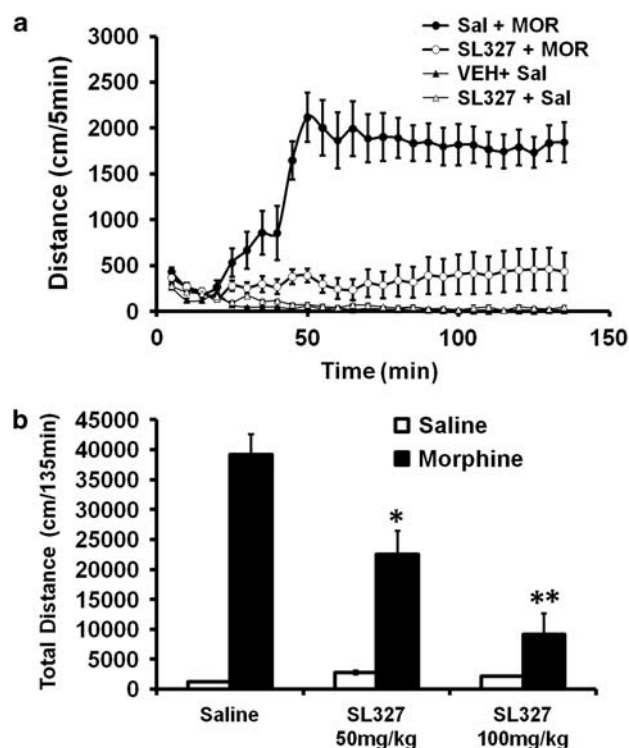 a
Sal + MOR
SL327 + MOR
VEH+ Sal
SL327 + Sal
Distance (cm/5min)
3000
2500
2000
1500
1000
500
0
0 50 100 150
Time (min)
b
Saline
Morphine
Total Distance (cm/135min)
45000
40000
35000
30000
25000
20000
15000
10000
5000
0
*
**
Saline
SL327
50mg/kg
SL327
100mg/kg